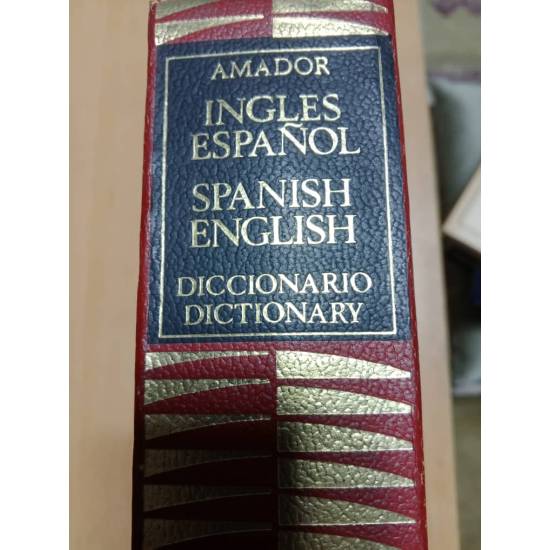 AMADOR
INGLES
ESPAÑOL
SPANISH
ENGLISH
DICCIONARIO
DICTIONARY